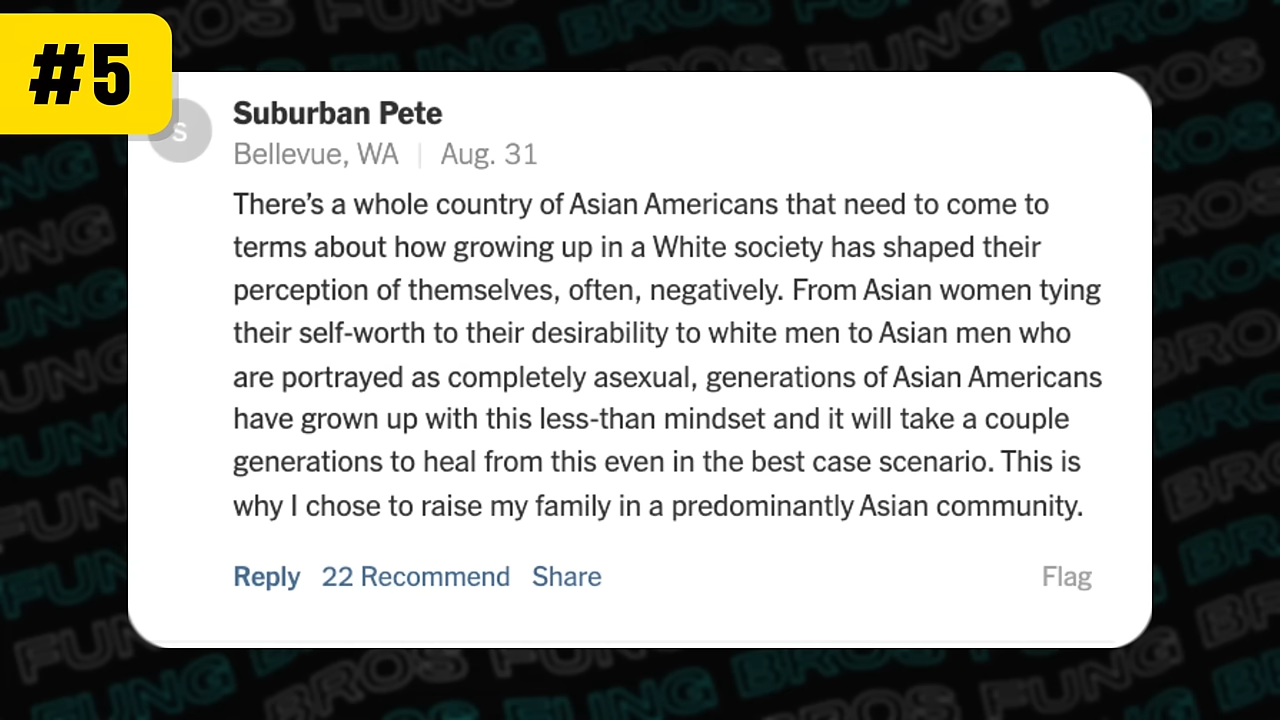 #5
S
Suburban Pete
Bellevue, WA | Aug. 31
There's a whole country of Asian Americans that need to come to
terms about how growing up in a White society has shaped their
perception of themselves, often, negatively. From Asian women tying
their self-worth to their desirability to white men to Asian men who
are portrayed as completely asexual, generations of Asian Americans
have grown up with this less-than mindset and it will take a couple
generations to heal from this even in the best case scenario. This is
why I chose to raise my family in a predominantly Asian community.
Reply 22 Recommend Share Flag
FUNG BROS FUNG BROS